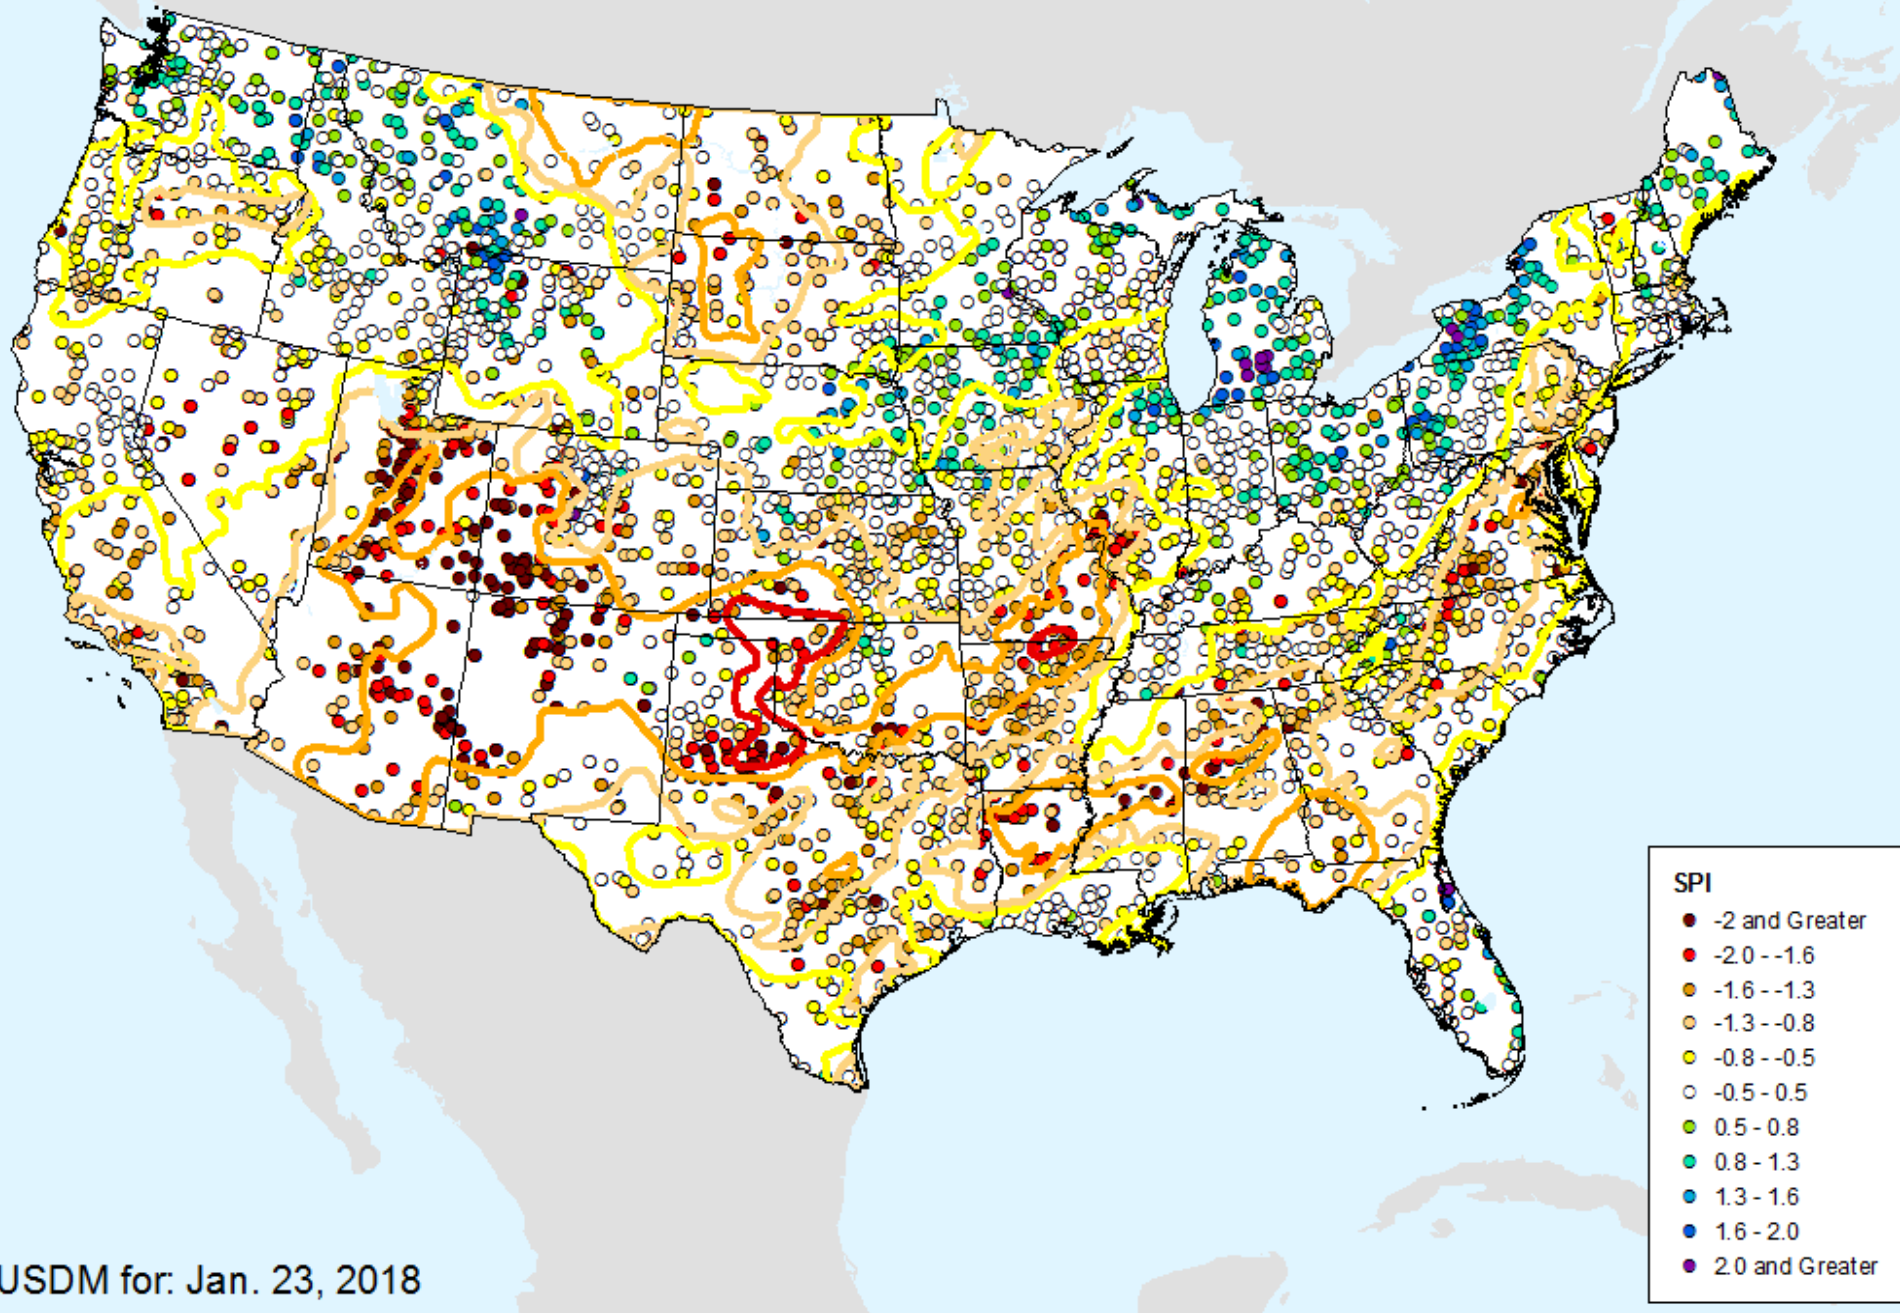 SPI
-2 and Greater
-2.0 - -1.6
-1.6 - -1.3
-1.3 - -0.8
-0.8 - -0.5
-0.5 - 0.5
0.5 - 0.8
0.8 - 1.3
1.3 - 1.6
1.6 - 2.0
2.0 and Greater
USDM for: Jan. 23, 2018